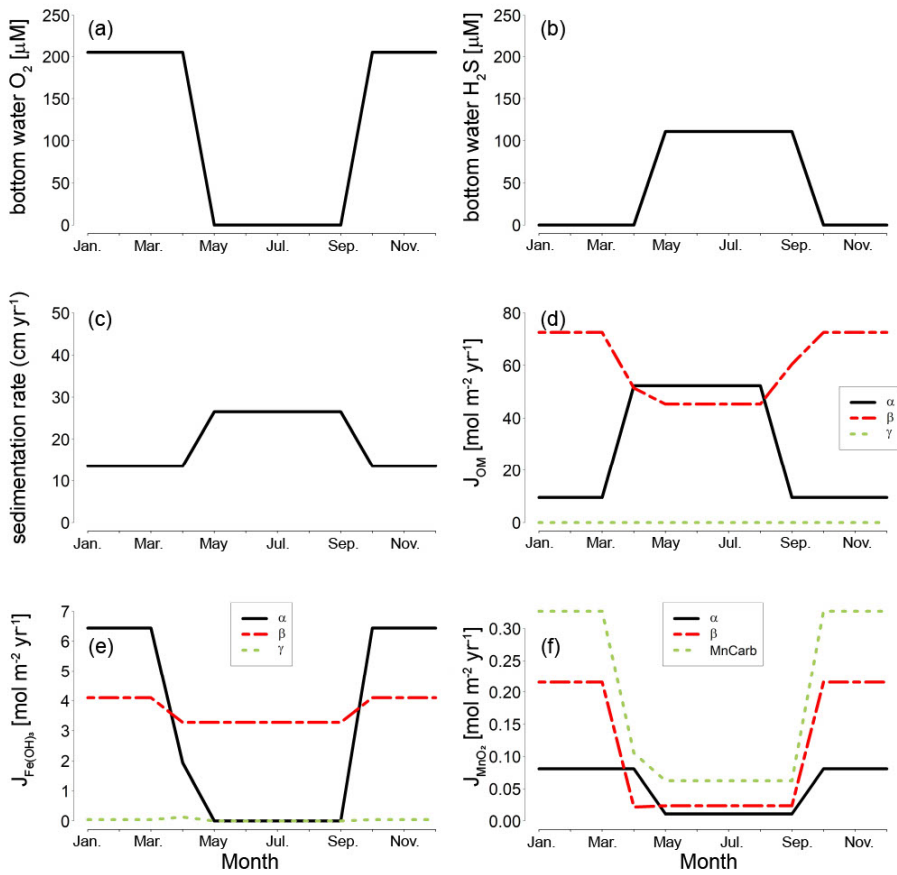 (a)
bottom water O₂ [µM]
250
200
150
100
50
0
Jan. Mar. May Jul. Sep. Nov.
(b)
bottom water H₂S [µM]
250
200
150
100
50
0
Jan. Mar. May Jul. Sep. Nov.
(c)
sedimentation rate (cm yr⁻¹)
50
40
30
20
10
0
Jan. Mar. May Jul. Sep. Nov.
(d)
J_OM [mol m⁻² yr⁻¹]
80
60
40
20
0
Jan. Mar. May Jul. Sep. Nov.
α
β
γ
(e)
J_Fe(OH)₃ [mol m⁻² yr⁻¹]
7
6
5
4
3
2
1
0
α
β
γ
Jan. Mar. May Jul. Sep. Nov.
Month
(f)
J_MnO₂ [mol m⁻² yr⁻¹]
0.30
0.25
0.20
0.15
0.10
0.05
0.00
α
β
MnCarb
Jan. Mar. May Jul. Sep. Nov.
Month